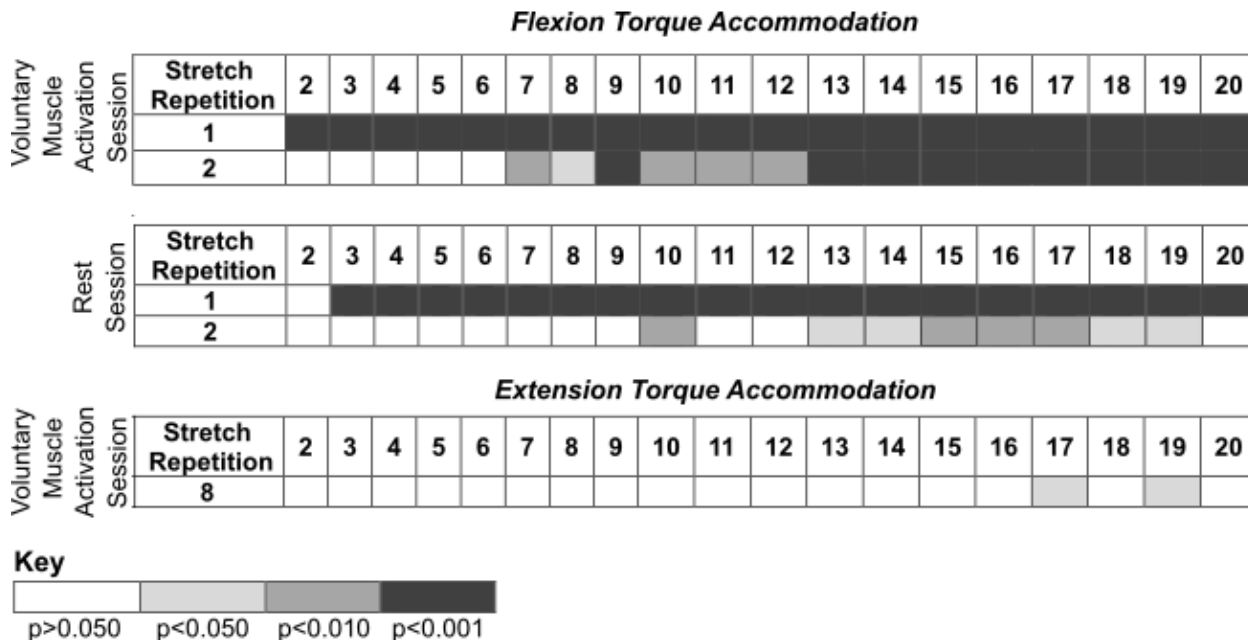 Flexion Torque Accommodation
Voluntary
Muscle
Activation
Session
Stretch
Repetition
2 3 4 5 6 7 8 9 10 11 12 13 14 15 16 17 18 19 20
1
2
Rest
Session
Stretch
Repetition
2 3 4 5 6 7 8 9 10 11 12 13 14 15 16 17 18 19 20
1
2
Extension Torque Accommodation
Voluntary
Muscle
Activation
Session
Stretch
Repetition
2 3 4 5 6 7 8 9 10 11 12 13 14 15 16 17 18 19 20
8
Key
p>0.050 p<0.050 p<0.010 p<0.001